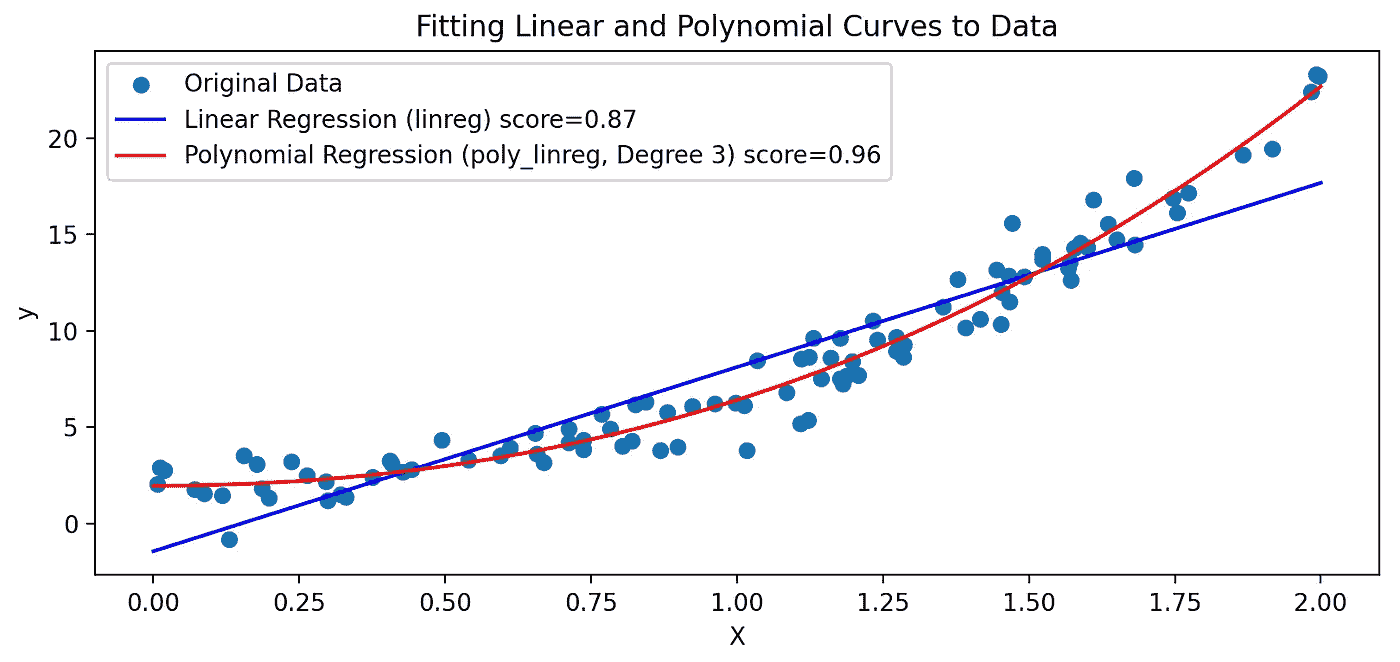 Fitting Linear and Polynomial Curves to Data
Original Data
Linear Regression (linreg) score=0.87
Polynomial Regression (poly_linreg, Degree 3) score=0.96
20
15
10
5
0
y
0.00 0.25 0.50 0.75 1.00 1.25 1.50 1.75 2.00
X